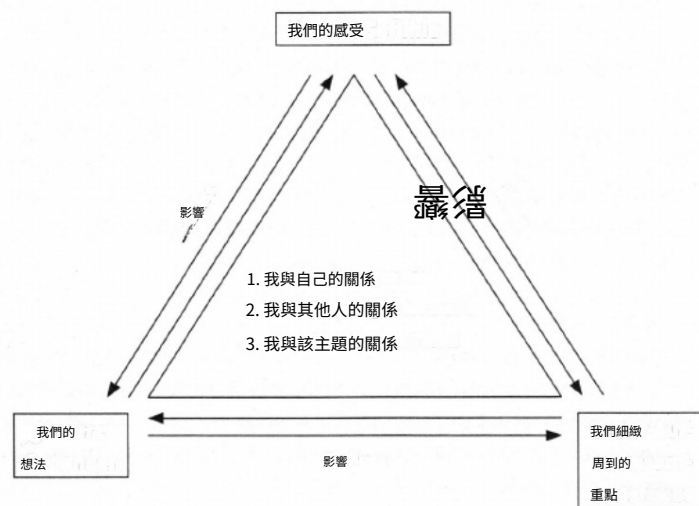 我們的感受
影響
影響
1. 我與自己的關係
2. 我與其他人的關係
3. 我與該主題的關係
我們的
想法
影響
我們細緻
周到的
重點